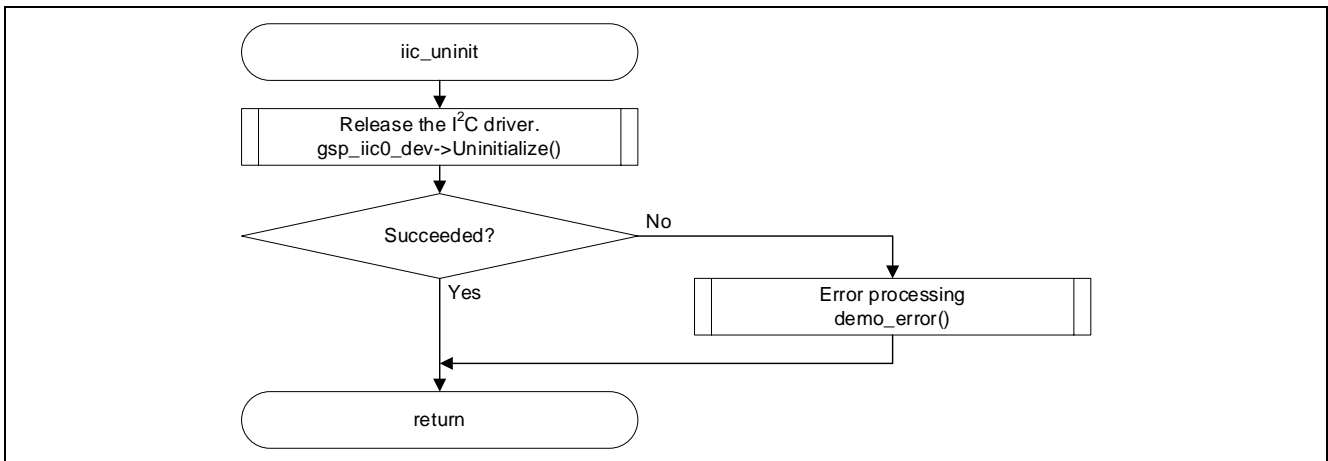 iic_uninit
Release the I²C driver.
gsp_iic0_dev->Uninitialize()
Succeeded?
No
Yes
Error processing
demo_error()
return